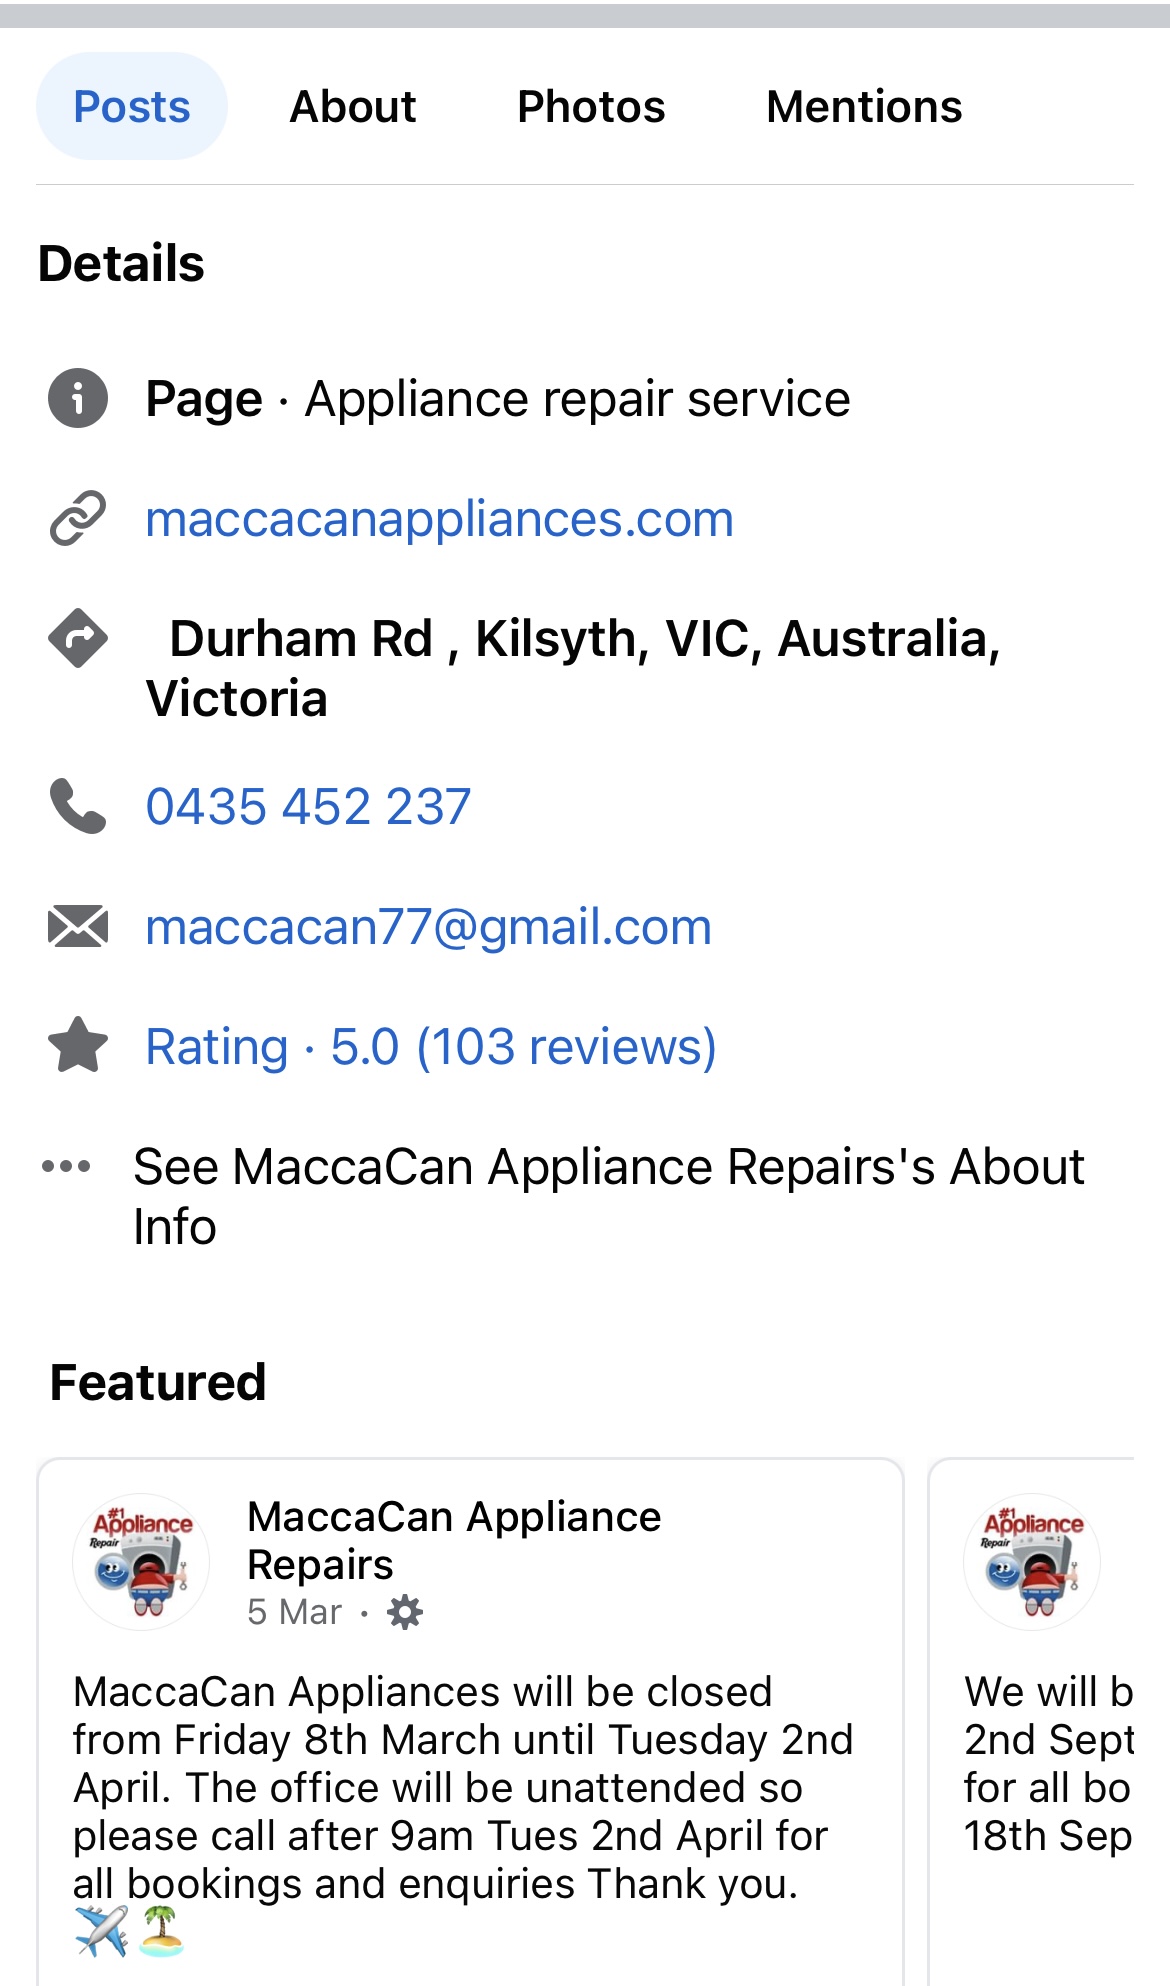 Posts About Photos Mentions
Details
Page · Appliance repair service
maccacanappliances.com
Durham Rd , Kilsyth, VIC, Australia,
Victoria
0435 452 237
maccacan77@gmail.com
Rating · 5.0 (103 reviews)
See MaccaCan Appliance Repairs's About
Info
Featured
#1
Appliance
Repair
MaccaCan Appliance
Repairs
5 Mar ·
MaccaCan Appliances will be closed
from Friday 8th March until Tuesday 2nd
April. The office will be unattended so
please call after 9am Tues 2nd April for
all bookings and enquiries Thank you.
✈️🏝️
#1
Appliance
Repair
We will b
2nd Sept
for all bo
18th Sep